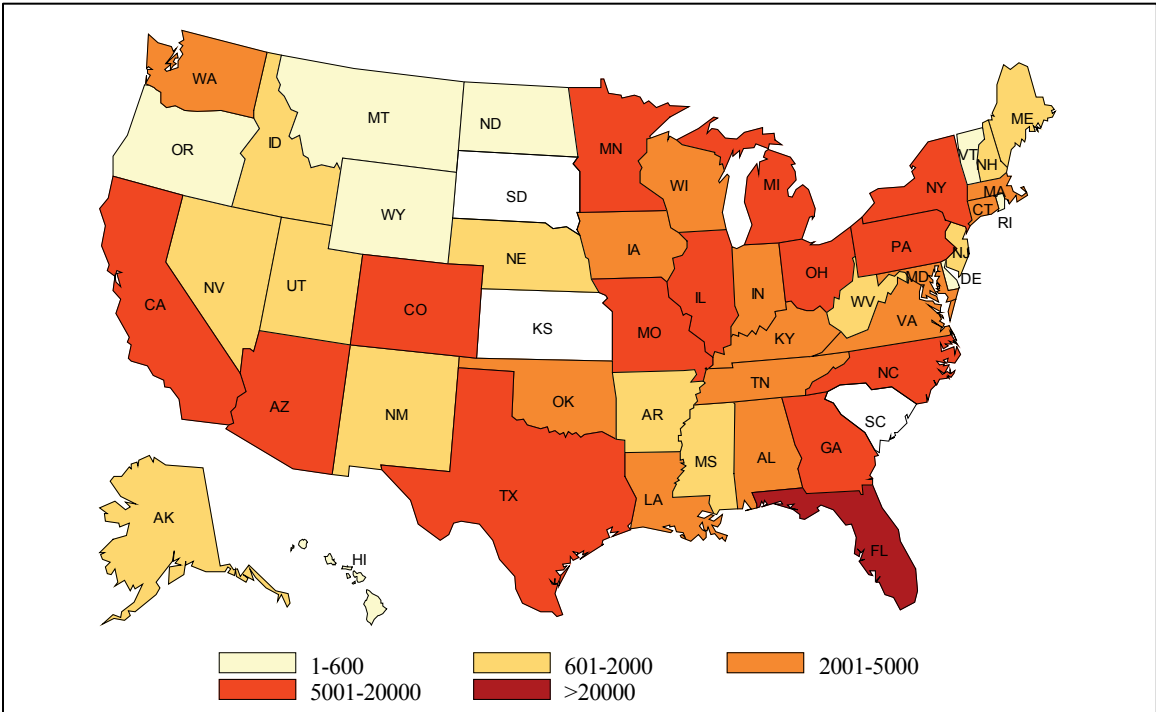 WA
MT
ND
MN
ME
VT
NH
OR
ID
WI
MI
NY
MA
WY
SD
CT
RI
IA
PA
NJ
NE
OH
MD
DE
NV
UT
IL
IN
WV
CA
CO
KS
MO
KY
VA
NC
TN
AZ
NM
OK
AR
SC
GA
MS
AL
TX
LA
AK
HI
FL
1-600
601-2000
2001-5000
5001-20000
>20000